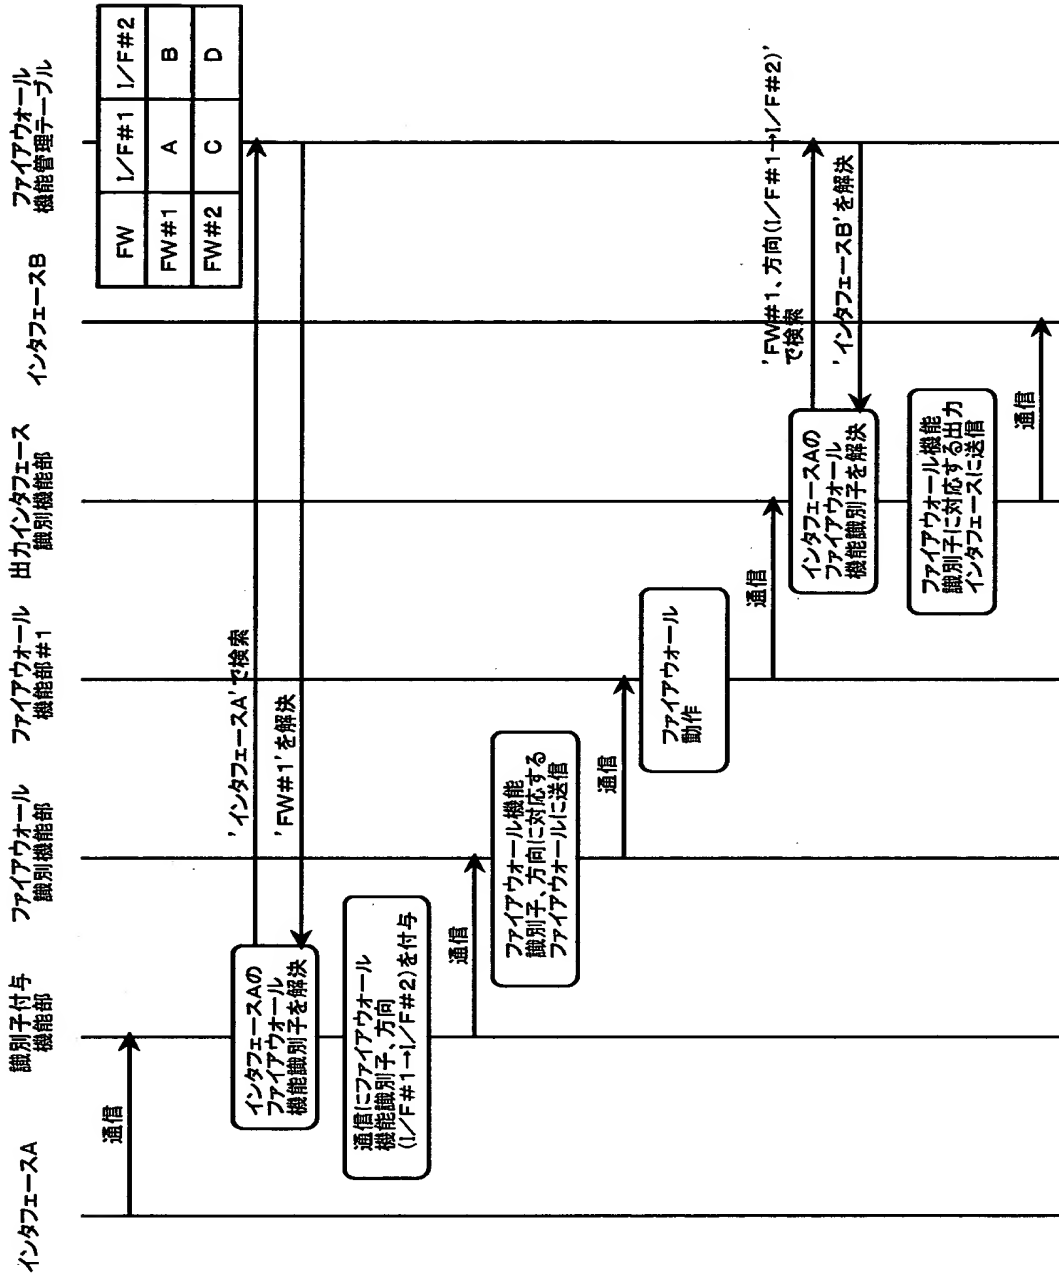 インタフェースA
識別子付与
機能部
ファイアウォール
識別機能部
ファイアウォール
機能部#1
出力インタフェース
識別機能部
インタフェースB
ファイアウォール
機能管理テーブル
FW I/F#1 I/F#2
FW#1 A B
FW#2 C D
通信
'インタフェースA'で検索
インタフェースAの
ファイアウォール
機能識別子を解決
'FW#1'を解決
通信にファイアウォール
機能識別子、方向
(I/F#1→I/F#2)を付与
通信
ファイアウォール機能
識別子、方向に対応する
ファイアウォールに送信
通信
ファイアウォール
動作
通信
'FW#1、方向(I/F#1→I/F#2)'
で検索
インタフェースAの
ファイアウォール
機能識別子を解決
'インタフェースB'を解決
ファイアウォール機能
識別子に対応する出力
インタフェースに送信
通信